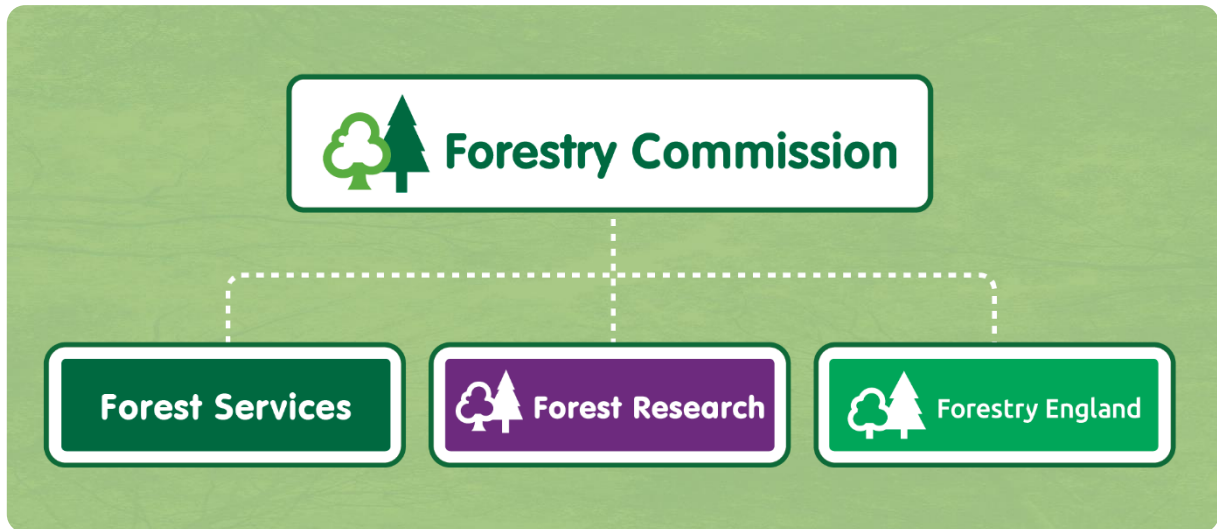 Forestry Commission
Forest Services
Forest Research
Forestry England